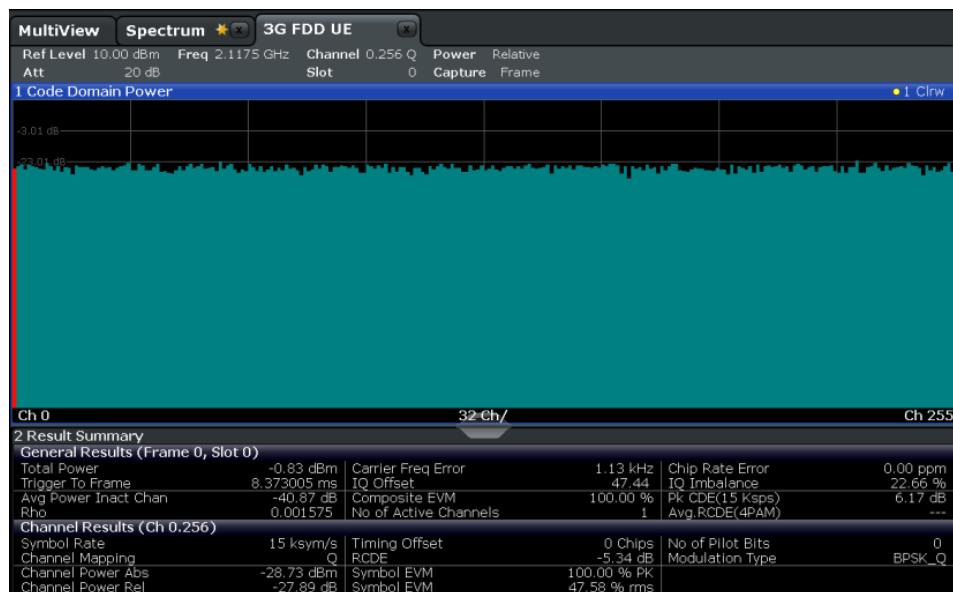 MultiView Spectrum 3G FDD UE
Ref Level 10.00 dBm Freq 2.1175 GHz Channel 0.256 Q Power Relative
Att 20 dB Slot 0 Capture Frame
1 Code Domain Power 1 Clrw
-3.01 dB
-23.01 dB
Ch 0 32 Ch/ Ch 255
2 Result Summary
General Results (Frame 0, Slot 0)
Total Power -0.83 dBm Carrier Freq Error 1.13 kHz Chip Rate Error 0.00 ppm
Trigger To Frame 8.373005 ms IQ Offset 47.44 IQ Imbalance 22.66 %
Avg Power Inact Chan -40.87 dB Composite EVM 100.00 % Pk CDE(15 Ksps) 6.17 dB
Rho 0.001575 No of Active Channels 1 Avg.RCDE(4PAM) ---
Channel Results (Ch 0.256)
Symbol Rate 15 ksym/s Timing Offset 0 Chips No of Pilot Bits 0
Channel Mapping Q RCDE -5.34 dB Modulation Type BPSK_Q
Channel Power Abs -28.73 dBm Symbol EVM 100.00 % PK
Channel Power Rel -27.89 dB Symbol EVM 47.58 % rms